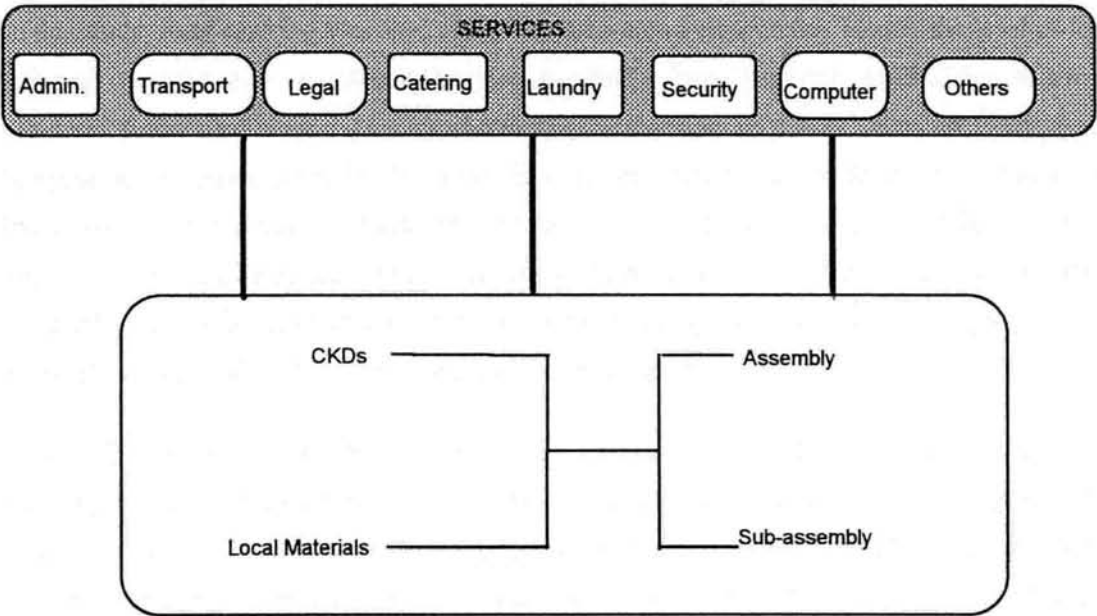 SERVICES
Admin.
Transport
Legal
Catering
Laundry
Security
Computer
Others
CKDs
Assembly
Local Materials
Sub-assembly